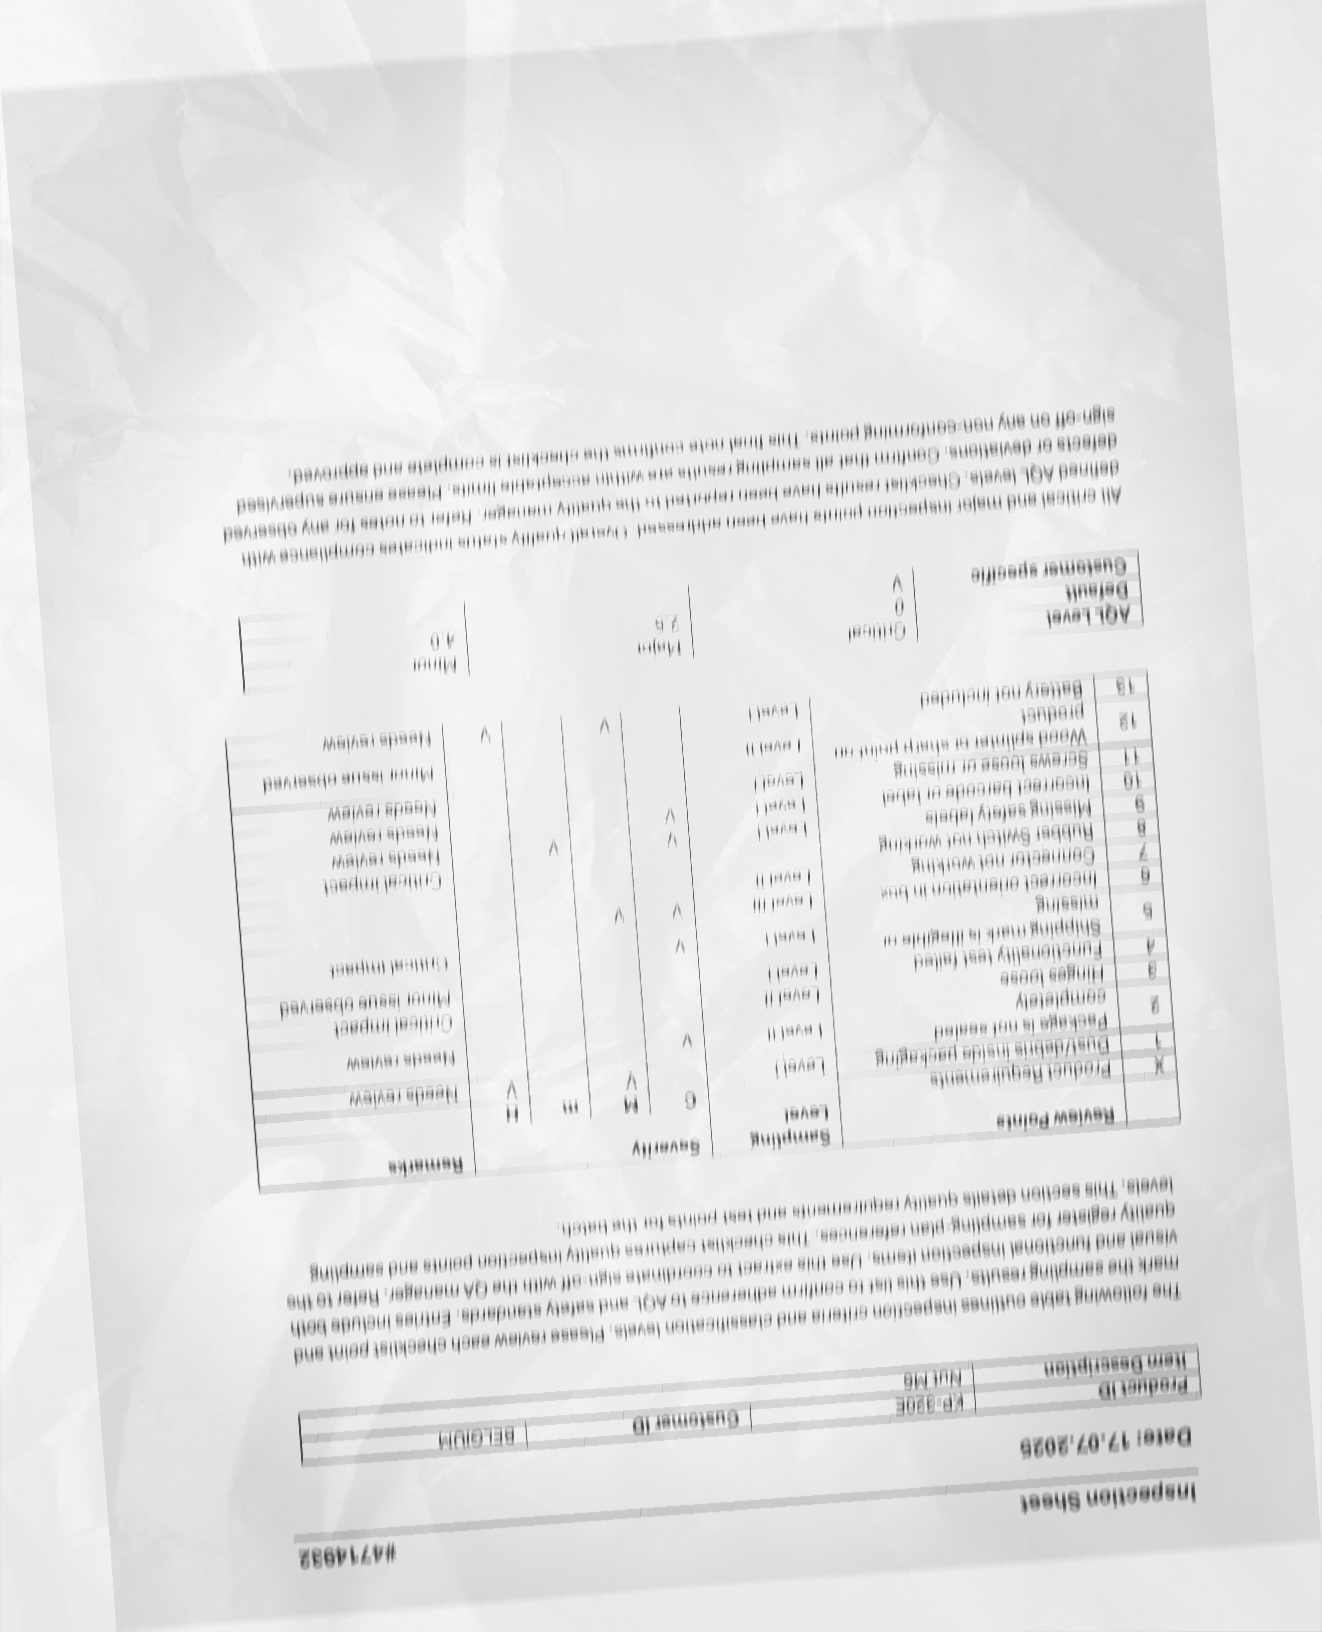 #4714932
Inspection Sheet
Date: 17.07.2025
Product ID KP-320E Customer ID BELGIUM
Item Description Nut M6
The following table outlines inspection criteria and classification levels. Please review each checklist point and
mark the sampling results. Use this list to confirm adherence to AQL and safety standards. Entries include both
visual and functional inspection items. Use this extract to coordinate sign-off with the QA manager. Refer to the
quality register for sampling-plan references. This checklist captures quality inspection points and sampling
levels. This section details quality requirements and test points for the batch.
Review Points Sampling Level Severity Remarks
C M m H
X Product Requirements
1 Dust/debris inside packaging Level I V V Needs review
2 Package is not sealed completely Level II V Needs review
3 Hinges loose Level II Critical impact
4 Functionality test failed Level I Minor issue observed
5 Shipping mark is illegible or missing Level I V Critical impact
6 Incorrect orientation in box Level III V V
7 Connector not working Level II
8 Rubber Switch not working Critical impact
9 Missing safety labels Level I V V Needs review
10 Incorrect barcode or label Level I V Needs review
11 Screws loose or missing Level I Needs review
12 Wood splinter or sharp point on product Level II Minor issue observed
13 Battery not included Level I V V Needs review
AQL Level Critical Major Minor
Default 0 2.5 4.0
Customer specific V
All critical and major inspection points have been addressed. Overall quality status indicates compliance with
defined AQL levels. Checklist results have been reported to the quality manager. Refer to notes for any observed
defects or deviations. Confirm that all sampling results are within acceptable limits. Please ensure supervised
sign-off on any non-conforming points. This final note confirms the checklist is complete and approved.